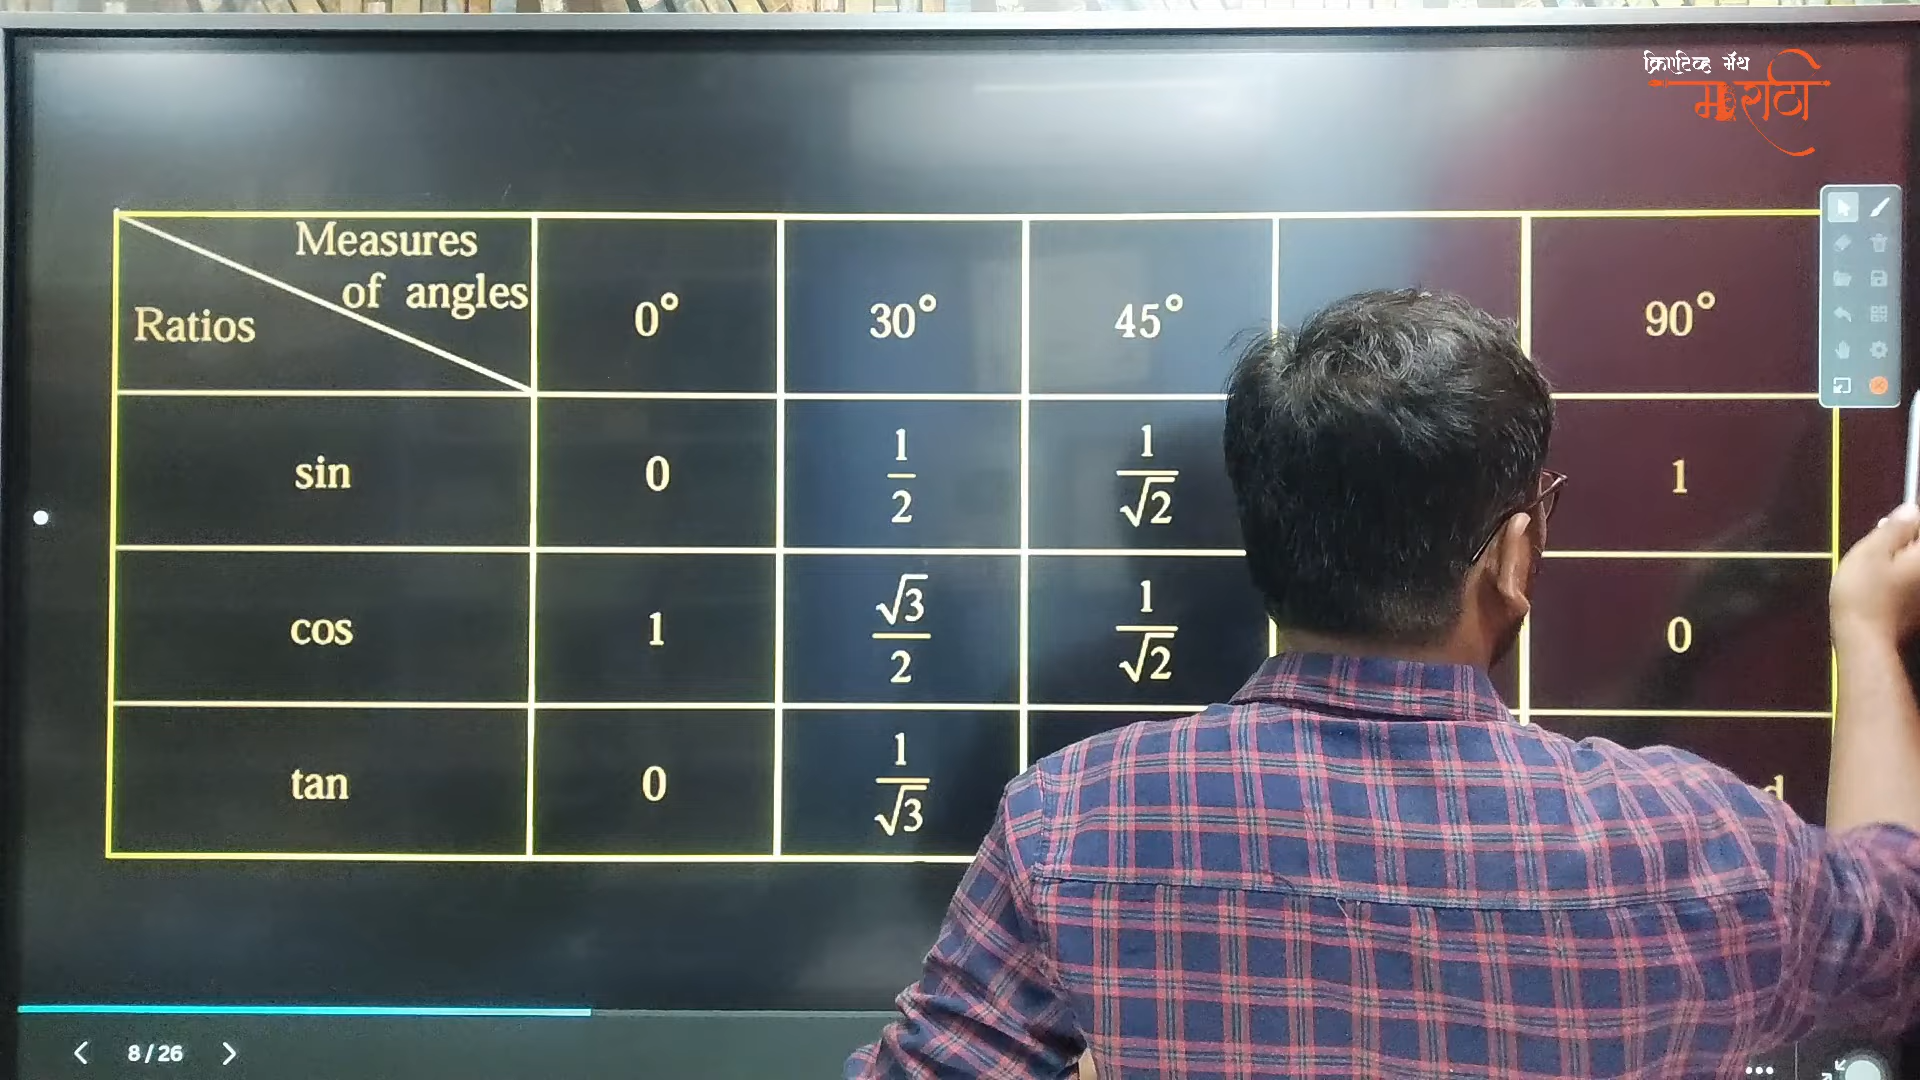 क्रिएटिव्ह मॅथ
मराठी
Measures
of angles
Ratios
0° 30° 45° 90°
sin 0 1/2 1/√2 1
cos 1 √3/2 1/√2 0
tan 0 1/√3
8 / 26